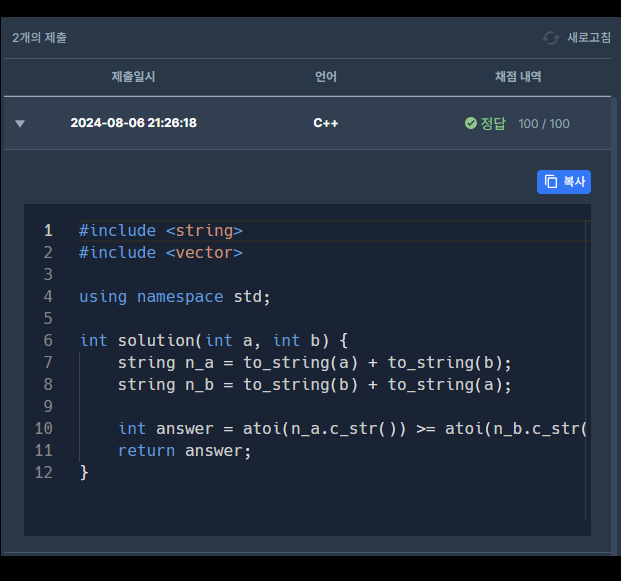 2개의 제출 새로고침
제출일시 언어 채점 내역
2024-08-06 21:26:18 C++ 정답 100 / 100
복사
1 #include <string>
2 #include <vector>
3
4 using namespace std;
5
6 int solution(int a, int b) {
7 string n_a = to_string(a) + to_string(b);
8 string n_b = to_string(b) + to_string(a);
9
10 int answer = atoi(n_a.c_str()) >= atoi(n_b.c_str(
11 return answer;
12 }